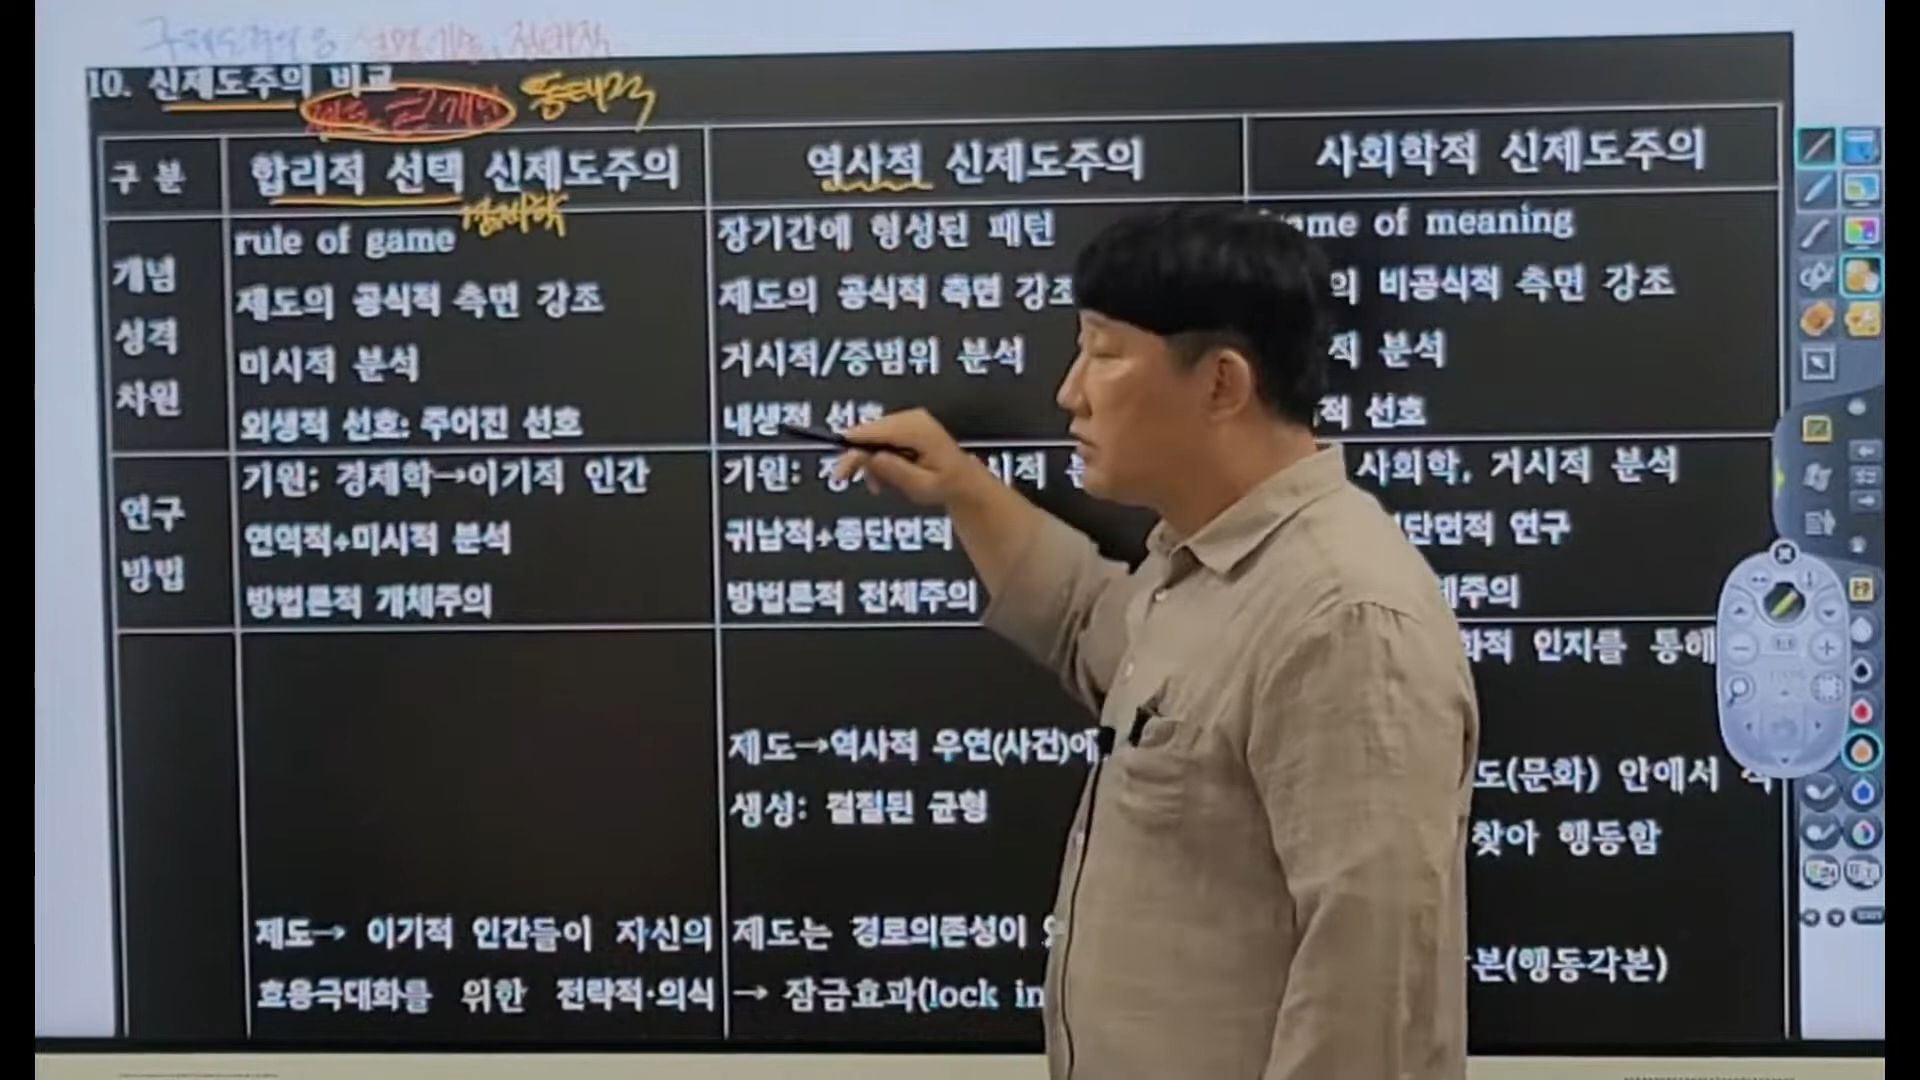 10. 신제도주의 비교
동태적
구 분
합리적 선택 신제도주의
역사적 신제도주의
사회학적 신제도주의
개념
성격
차원
rule of game
제도의 공식적 측면 강조
미시적 분석
외생적 선호: 주어진 선호
장기간에 형성된 패턴
제도의 공식적 측면 강조
거시적/중범위 분석
내생적 선호
of meaning
비공식적 측면 강조
분석
선호
연구
방법
기원: 경제학→이기적 인간
연역적+미시적 분석
방법론적 개체주의
기원:
귀납적+종단면적
방법론적 전체주의
사회학, 거시적 분석
연구
제도→ 이기적 인간들이 자신의
효용극대화를 위한 전략적·의식
제도→역사적 우연(사건)에
생성: 결절된 균형
제도는 경로의존성이
→ 잠금효과(lock in
인지를 통해
안에서
찾아 행동함
(행동각본)